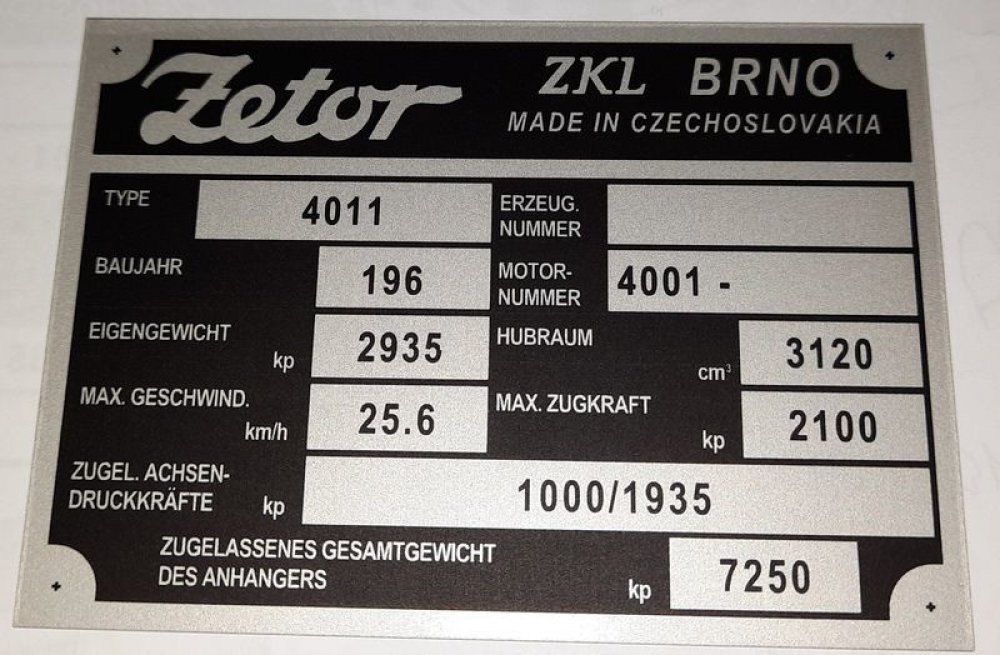 Zetor ZKL BRNO
MADE IN CZECHOSLOVAKIA
TYPE 4011
ERZEUG. NUMMER
BAUJAHR 196
MOTOR- NUMMER 4001 -
EIGENGEWICHT kp 2935
HUBRAUM cm³ 3120
MAX. GESCHWIND. km/h 25.6
MAX. ZUGKRAFT kp 2100
ZUGEL. ACHSEN-
DRUCKKRÄFTE kp 1000/1935
ZUGELASSENES GESAMTGEWICHT
DES ANHANGERS kp 7250